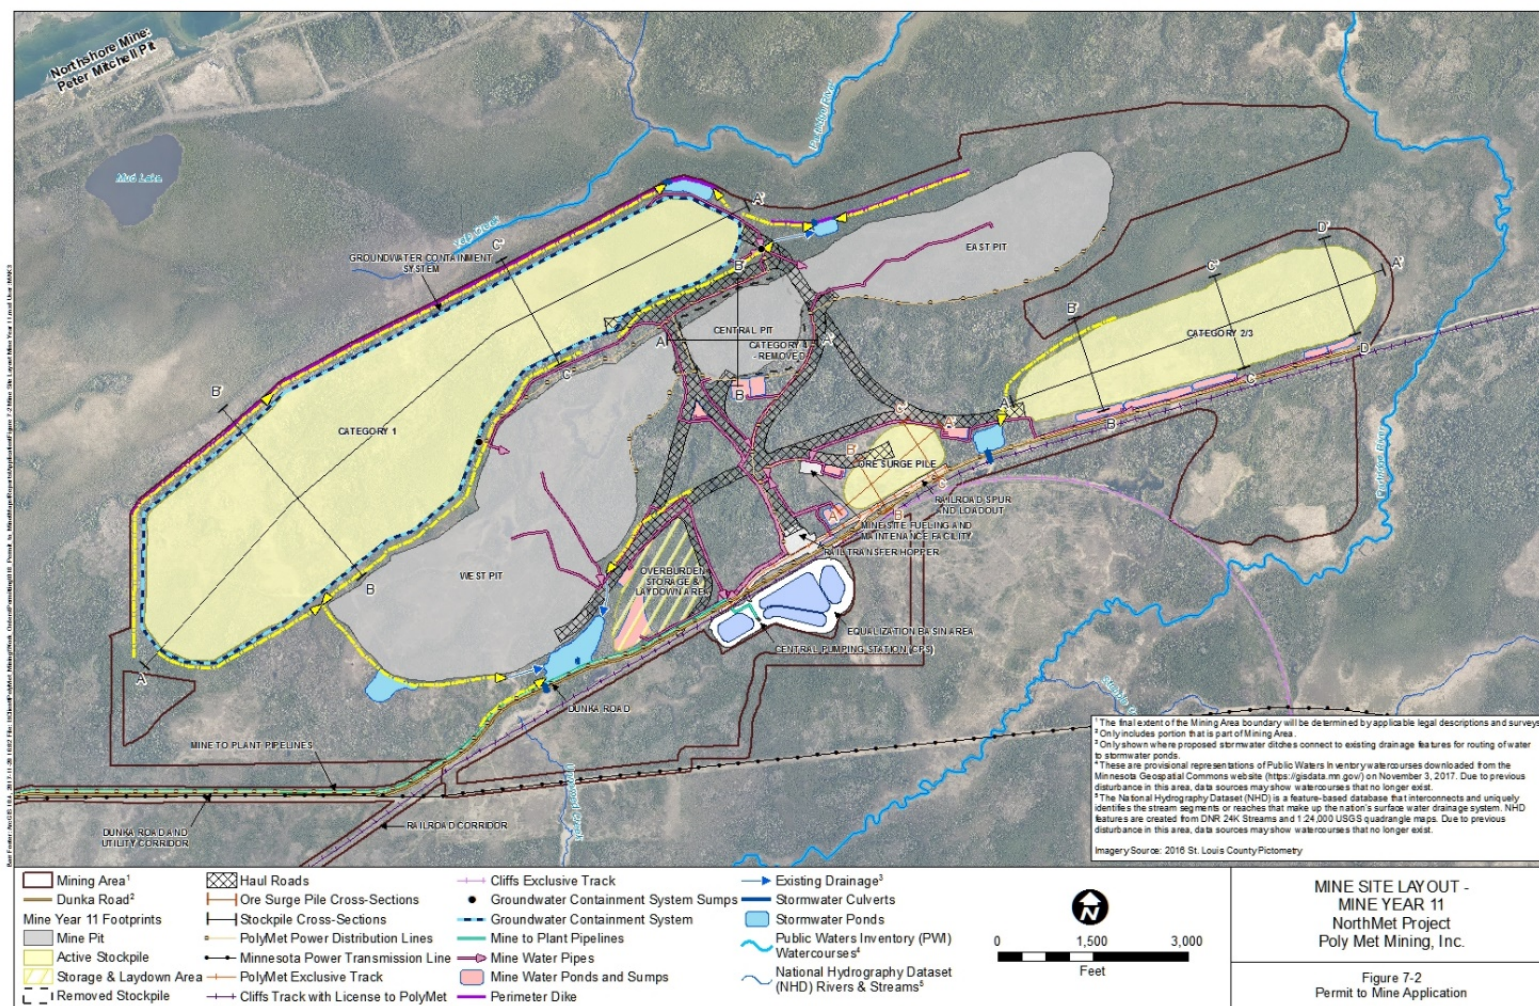 Northshore Mine:
Peter Mitchell Pit
Mud Lake
Yelp Creek
Partridge River
GROUNDWATER CONTAINMENT
SYSTEM
EAST PIT
CENTRAL PIT
CATEGORY 4
- REMOVED
CATEGORY 2/3
CATEGORY 1
WEST PIT
A
A'
B
B'
C
C'
A
A'
B
B'
A
A'
B
B'
C
C'
D
D'
A
A'
B
B'
C
C'
ORE SURGE PILE
RAILROAD SPUR
AND LOADOUT
MINE SITE FUELING AND
MAINTENANCE FACILITY
RAIL TRANSFER HOPPER
OVERBURDEN
STORAGE &
LAYDOWN AREA
EQUALIZATION BASIN AREA
CENTRAL PUMPING STATION (CPS)
DUNKA ROAD
MINE TO PLANT PIPELINES
DUNKA ROAD AND
UTILITY CORRIDOR
RAILROAD CORRIDOR
Partridge River
1 The final extent of the Mining Area boundary will be determined by applicable legal descriptions and surveys
2 Only includes portion that is part of Mining Area.
3 Only shown where proposed stormwater ditches connect to existing drainage features for routing of water
to stormwater ponds.
4 These are provisional representations of Public Waters Inventory watercourses downloaded from the
Minnesota Geospatial Commons website (https://gisdata.mn.gov/) on November 3, 2017. Due to previous
disturbance in this area, data sources may show watercourses that no longer exist.
5 The National Hydrography Dataset (NHD) is a feature-based database that interconnects and uniquely
identifies the stream segments or reaches that make up the nation's surface water drainage system. NHD
features are created from DNR 24K Streams and 1:24,000 USGS quadrangle maps. Due to previous
disturbance in this area, data sources may show watercourses that no longer exist.
Imagery Source: 2016 St. Louis County Pictometry
Mining Area1
Dunka Road2
Mine Year 11 Footprints
Mine Pit
Active Stockpile
Storage & Laydown Area
Removed Stockpile
Haul Roads
Ore Surge Pile Cross-Sections
Stockpile Cross-Sections
PolyMet Power Distribution Lines
Minnesota Power Transmission Line
PolyMet Exclusive Track
Cliffs Track with License to PolyMet
Cliffs Exclusive Track
Groundwater Containment System Sumps
Groundwater Containment System
Mine to Plant Pipelines
Mine Water Pipes
Mine Water Ponds and Sumps
Perimeter Dike
Existing Drainage3
Stormwater Culverts
Stormwater Ponds
Public Waters Inventory (PWI)
Watercourses4
National Hydrography Dataset
(NHD) Rivers & Streams5
N
0 1,500 3,000
Feet
MINE SITE LAYOUT -
MINE YEAR 11
NorthMet Project
Poly Met Mining, Inc.
Figure 7-2
Permit to Mine Application